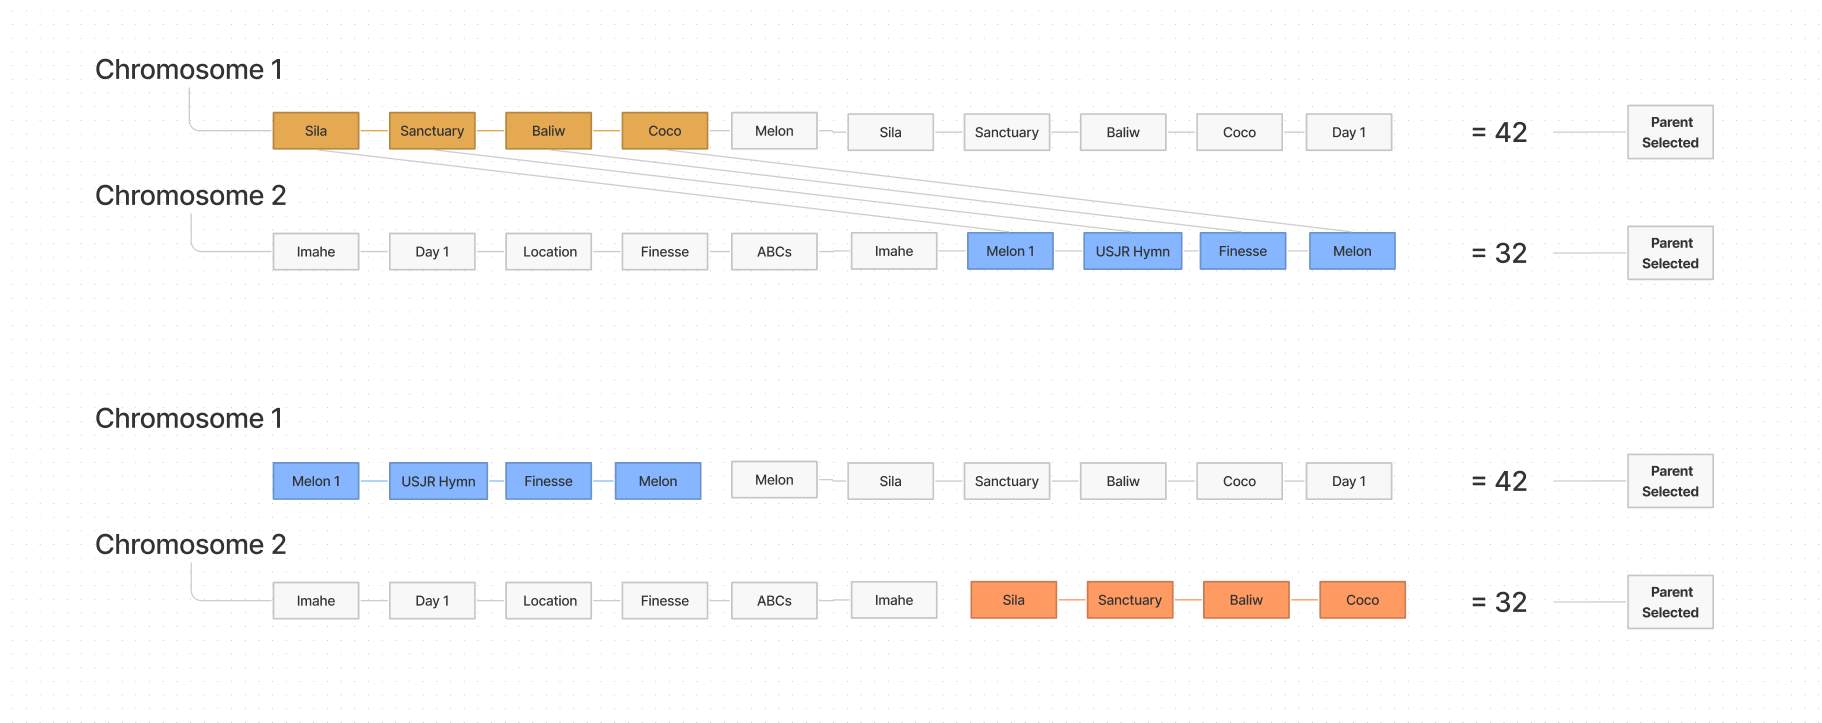 Chromosome 1
Sila Sanctuary Baliw Coco Melon Sila Sanctuary Baliw Coco Day 1 = 42 Parent
Selected
Chromosome 2
Imahe Day 1 Location Finesse ABCs Imahe Melon 1 USJR Hymn Finesse Melon = 32 Parent
Selected
Chromosome 1
Melon 1 USJR Hymn Finesse Melon Melon Sila Sanctuary Baliw Coco Day 1 = 42 Parent
Selected
Chromosome 2
Imahe Day 1 Location Finesse ABCs Imahe Sila Sanctuary Baliw Coco = 32 Parent
Selected